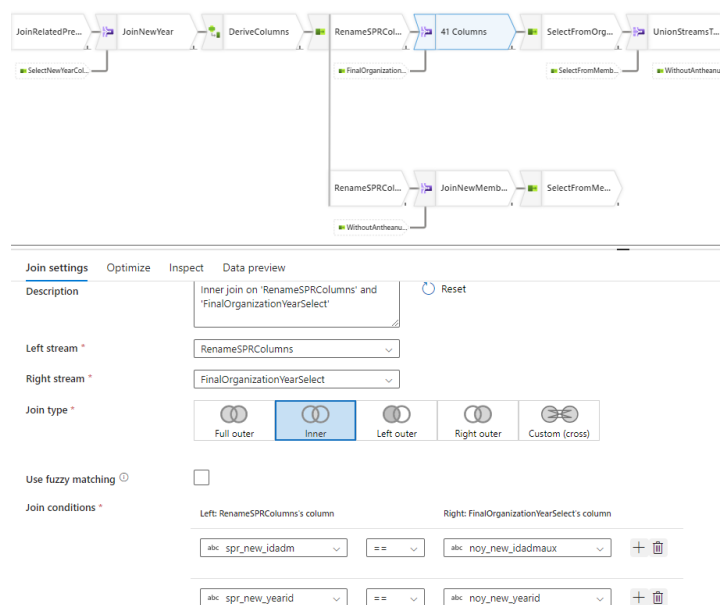 JoinRelatedPre...
JoinNewYear
DeriveColumns
RenameSPRCol...
41 Columns
SelectFromOrg...
UnionStreamsT...
SelectNewYearCol...
FinalOrganization...
SelectFromMemb...
WithoutAntheanu
RenameSPRCol...
JoinNewMemb...
SelectFromMe...
WithoutAntheanu...
Join settings
Optimize
Inspect
Data preview
Description
Inner join on 'RenameSPRColumns' and
'FinalOrganizationYearSelect'
Reset
Left stream *
RenameSPRColumns
Right stream *
FinalOrganizationYearSelect
Join type *
Full outer
Inner
Left outer
Right outer
Custom (cross)
Use fuzzy matching
Join conditions *
Left: RenameSPRColumns's column
Right: FinalOrganizationYearSelect's column
abc spr_new_idadm
==
abc noy_new_idadmaux
abc spr_new_yearid
==
abc noy_new_yearid